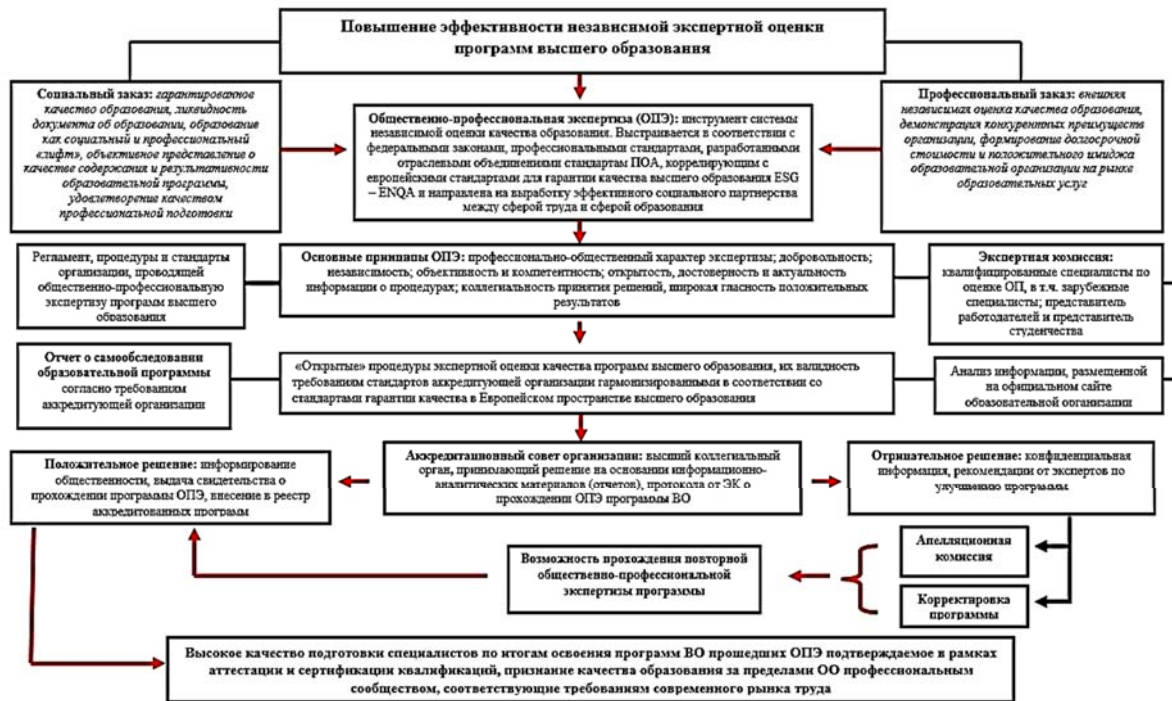 Повышение эффективности независимой экспертной оценки
программ высшего образования
Социальный заказ: гарантированное
качество образования, ликвидность
документа об образовании, образование
как социальный и профессиональный
«лифт», объективное представление о
качестве содержания и результативности
образовательной программы,
удовлетворение качеством
профессиональной подготовки
Общественно-профессиональная экспертиза (ОПЭ): инструмент системы
независимой оценки качества образования. Выстраивается в соответствии с
федеральными законами, профессиональными стандартами, разработанными
отраслевыми объединениями стандартам ПОА, коррелирующим с
европейскими стандартами для гарантии качества высшего образования ESG
– ENQA и направлена на выработку эффективного социального партнерства
между сферой труда и сферой образования
Профессиональный заказ: внешняя
независимая оценка качества образования,
демонстрация конкурентных преимуществ
организации, формирование долгосрочной
стоимости и положительного имиджа
образовательной организации на рынке
образовательных услуг
Регламент, процедуры и стандарты
организации, проводящей
общественно-профессиональную
экспертизу программ высшего
образования
Основные принципы ОПЭ: профессионально-общественный характер экспертизы; добровольность;
независимость; объективность и компетентность; открытость, достоверность и актуальность
информации о процедурах; коллегиальность принятия решений, широкая гласность положительных
результатов
Экспертная комиссия:
квалифицированные специалисты по
оценке ОП, в т.ч. зарубежные
специалисты; представитель
работодателей и представитель
студенчества
Отчет о самообследовании
образовательной программы
согласно требованиям
аккредитующей организации
«Открытые» процедуры экспертной оценки качества программ высшего образования, их валидность
требованиям стандартов аккредитующей организации гармонизированными в соответствии со
стандартами гарантии качества в Европейском пространстве высшего образования
Анализ информации, размещенной
на официальном сайте
образовательной организации
Положительное решение: информирование
общественности, выдача свидетельства
о прохождении программы ОПЭ, внесение в реестр
аккредитованных программ
Аккредитационный совет организации: высший коллегиальный
орган, принимающий решение на основании информационно-
аналитических материалов (отчетов), протокола от ЭК о
прохождении ОПЭ программы ВО
Отрицательное решение: конфиденциальная
информация, рекомендации от экспертов по
улучшению программы
Апелляционная
комиссия
Возможность прохождения повторной
общественно-профессиональной
экспертизы программы
Корректировка
программы
Высокое качество подготовки специалистов по итогам освоения программ ВО прошедших ОПЭ подтверждаемое в рамках
аттестации и сертификации квалификаций, признание качества образования за пределами ОО профессиональным
сообществом, соответствующие требованиям современного рынка труда